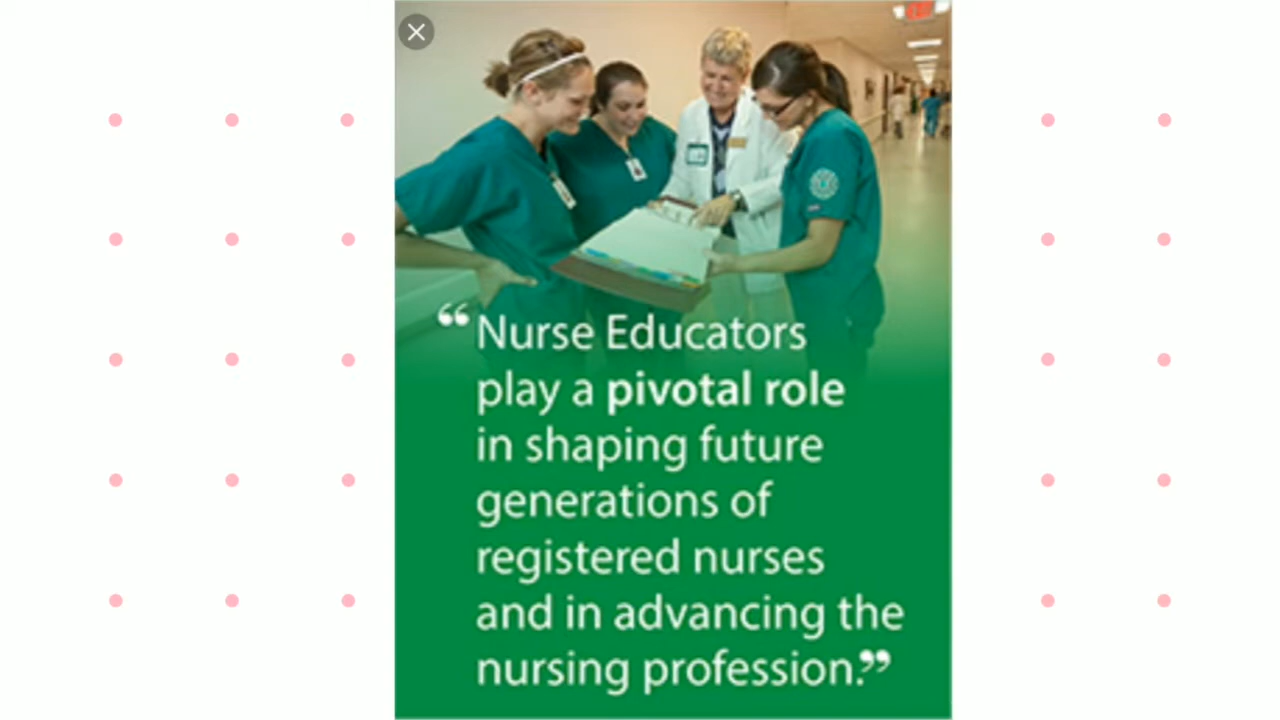 “Nurse Educators
play a pivotal role
in shaping future
generations of
registered nurses
and in advancing the
nursing profession.”